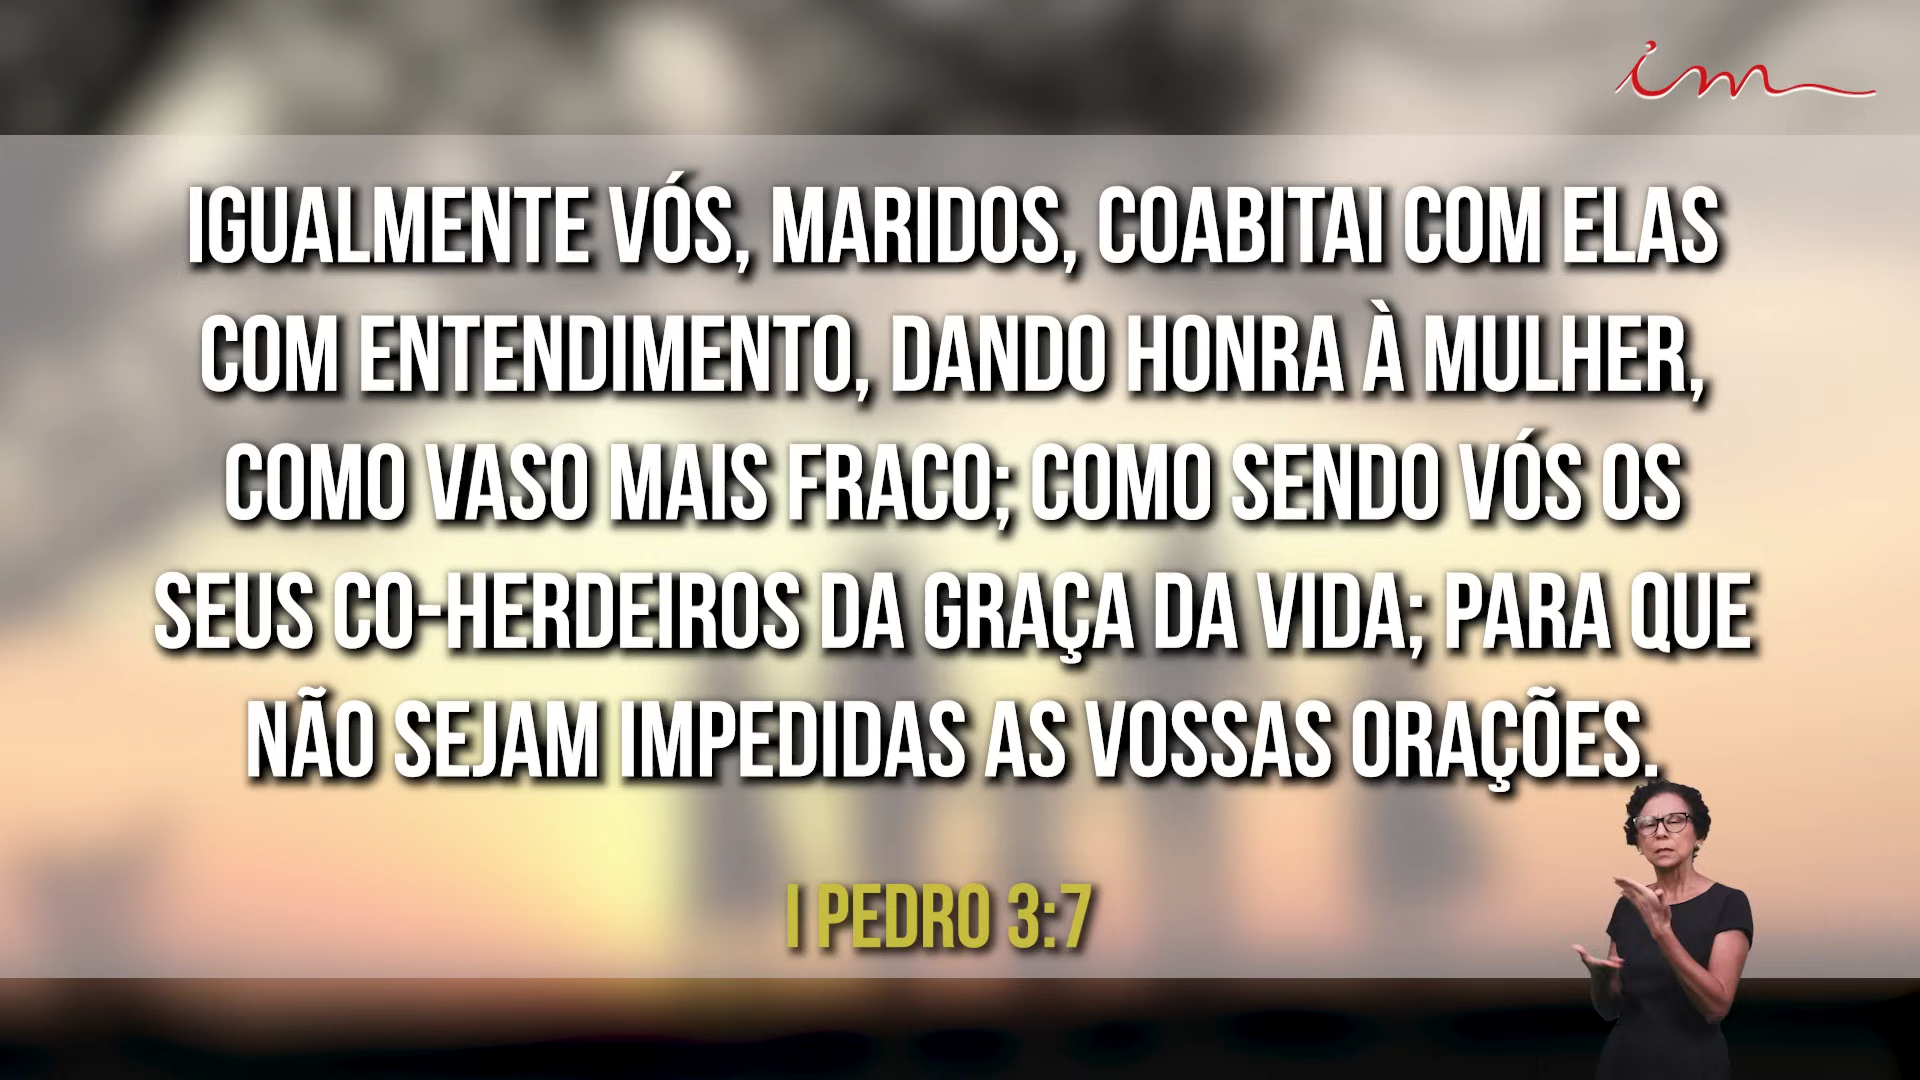 im
IGUALMENTE VÓS, MARIDOS, COABITAI COM ELAS
COM ENTENDIMENTO, DANDO HONRA À MULHER,
COMO VASO MAIS FRACO; COMO SENDO VÓS OS
SEUS CO-HERDEIROS DA GRAÇA DA VIDA; PARA QUE
NÃO SEJAM IMPEDIDAS AS VOSSAS ORAÇÕES.
I PEDRO 3:7